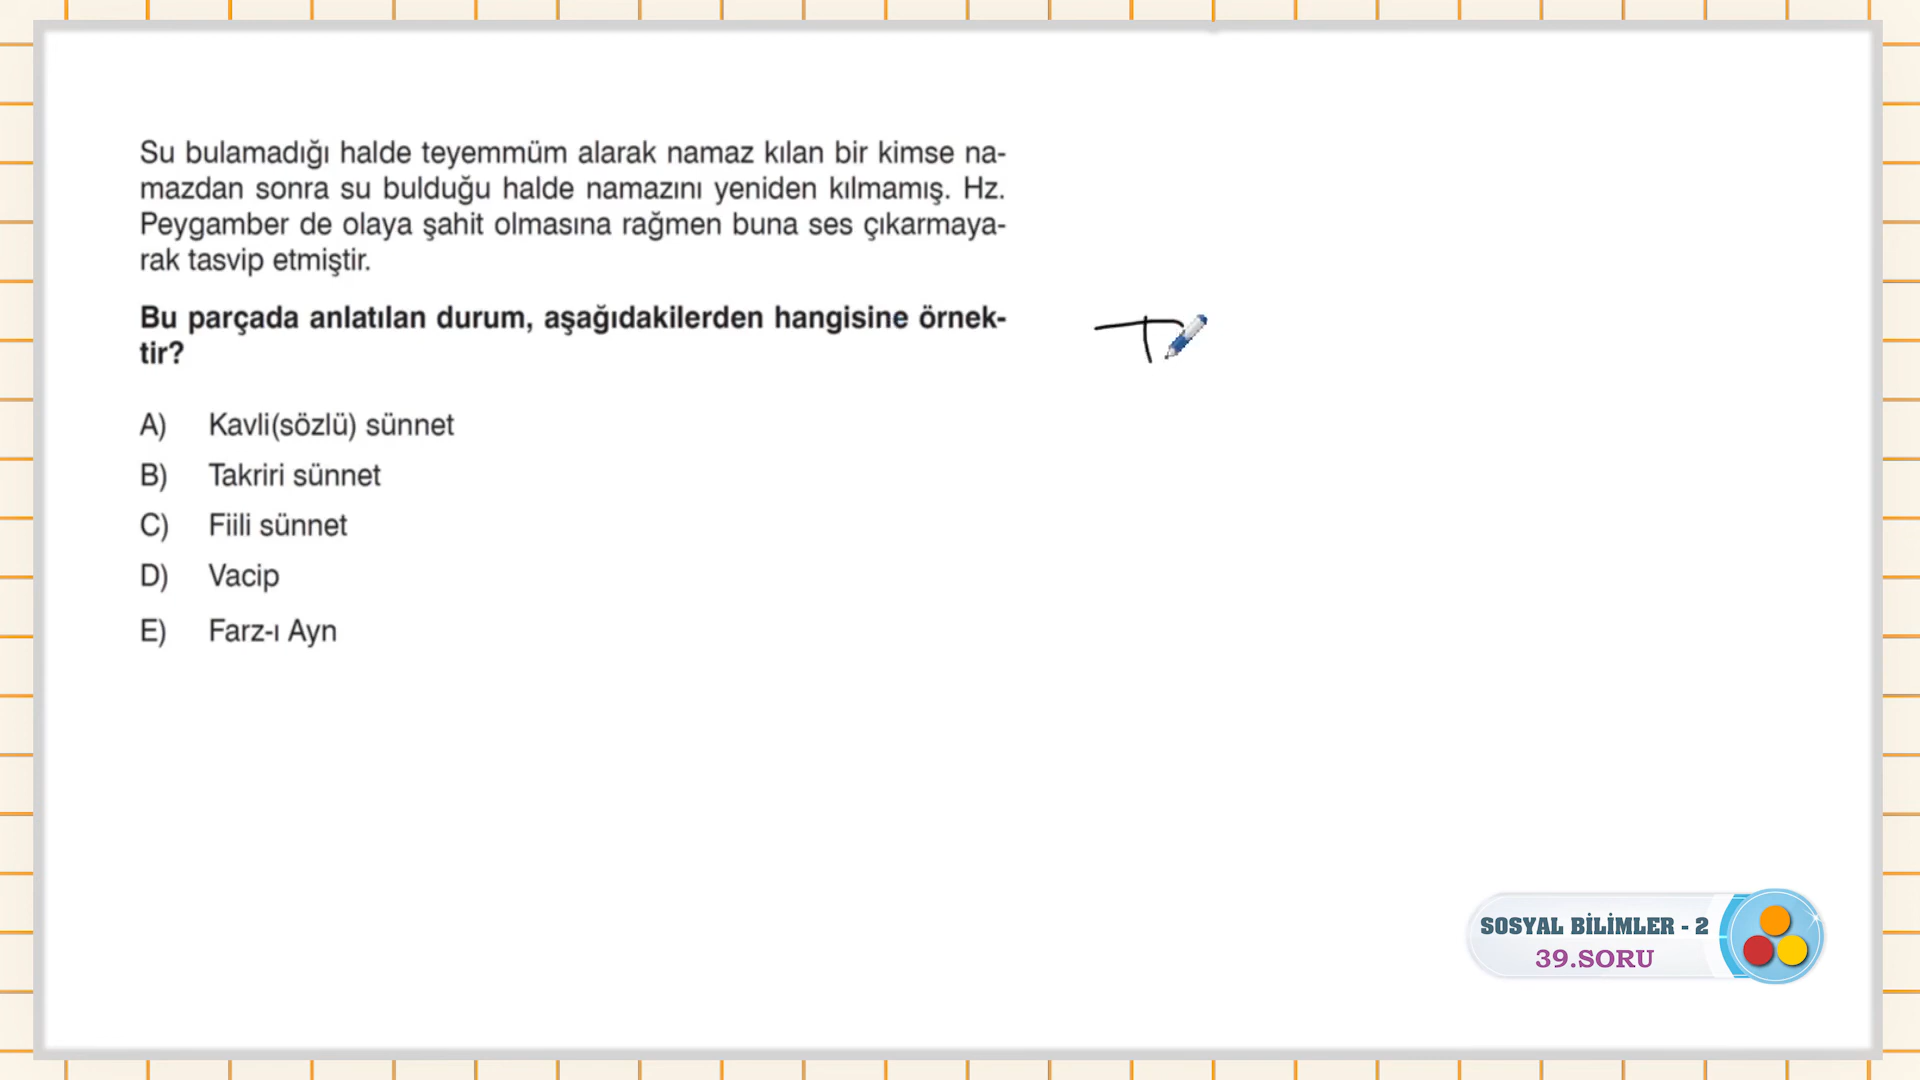 Su bulamadığı halde teyemmüm alarak namaz kılan bir kimse na-
mazdan sonra su bulduğu halde namazını yeniden kılmamış. Hz.
Peygamber de olaya şahit olmasına rağmen buna ses çıkarmaya-
rak tasvip etmiştir.
Bu parçada anlatılan durum, aşağıdakilerden hangisine örnek-
tir?
T
A) Kavli(sözlü) sünnet
B) Takriri sünnet
C) Fiili sünnet
D) Vacip
E) Farz-ı Ayn
SOSYAL BİLİMLER - 2
39.SORU